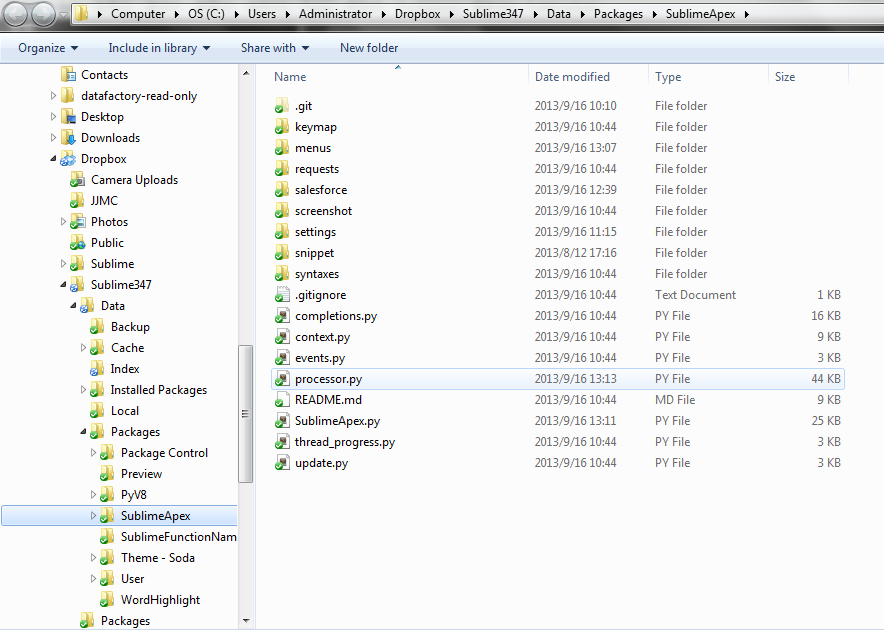 Computer OS (C:) Users Administrator Dropbox Sublime347 Data Packages SublimeApex
Organize Include in library Share with New folder
Contacts
datafactory-read-only
Desktop
Downloads
Dropbox
Camera Uploads
JJMC
Photos
Public
Sublime
Sublime347
Data
Backup
Cache
Index
Installed Packages
Local
Packages
Package Control
Preview
PyV8
SublimeApex
SublimeFunctionNam
Theme - Soda
User
WordHighlight
Packages
Name Date modified Type Size
.git 2013/9/16 10:10 File folder
keymap 2013/9/16 10:44 File folder
menus 2013/9/16 13:07 File folder
requests 2013/9/16 10:44 File folder
salesforce 2013/9/16 12:39 File folder
screenshot 2013/9/16 10:44 File folder
settings 2013/9/16 11:15 File folder
snippet 2013/8/12 17:16 File folder
syntaxes 2013/9/16 10:44 File folder
.gitignore 2013/9/16 10:44 Text Document 1 KB
completions.py 2013/9/16 10:44 PY File 16 KB
context.py 2013/9/16 10:44 PY File 9 KB
events.py 2013/9/16 10:44 PY File 3 KB
processor.py 2013/9/16 13:13 PY File 44 KB
README.md 2013/9/16 10:44 MD File 9 KB
SublimeApex.py 2013/9/16 13:11 PY File 25 KB
thread_progress.py 2013/9/16 10:44 PY File 3 KB
update.py 2013/9/16 10:44 PY File 3 KB